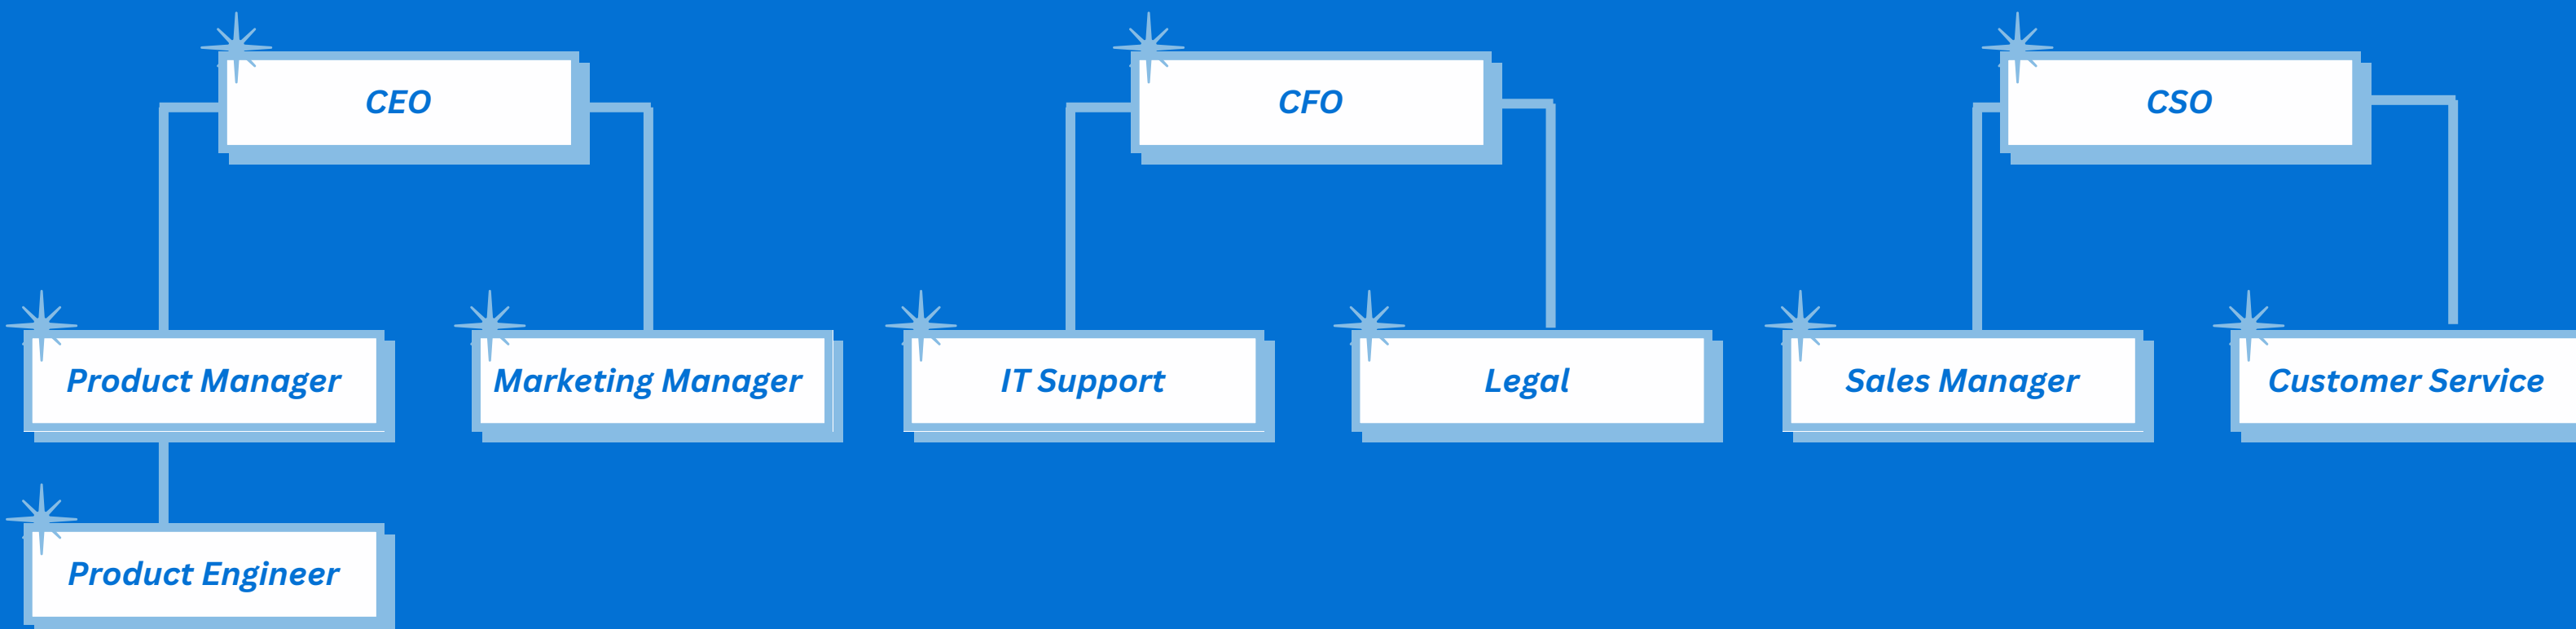 CEO
CFO
CSO
Product Manager
Marketing Manager
IT Support
Legal
Sales Manager
Customer Service
Product Engineer